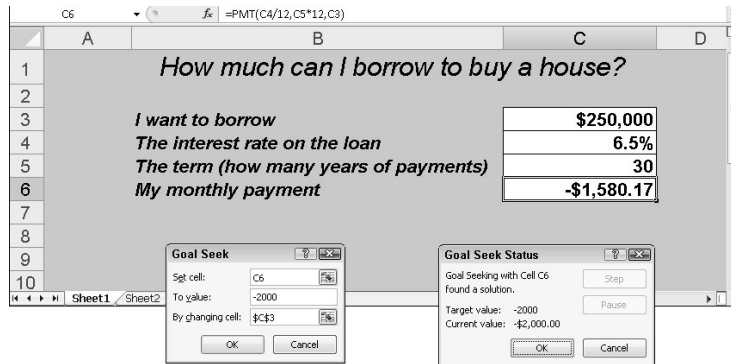 C6 fx =PMT(C4/12,C5*12,C3)
A B C D
1 How much can I borrow to buy a house?
2
3 I want to borrow $250,000
4 The interest rate on the loan 6.5%
5 The term (how many years of payments) 30
6 My monthly payment -$1,580.17
7
8
9
10
Sheet1 Sheet2
Goal Seek
Set cell: C6
To value: -2000
By changing cell: $C$3
OK Cancel
Goal Seek Status
Goal Seeking with Cell C6
found a solution.
Target value: -2000
Current value: -$2,000.00
Step
Pause
OK Cancel